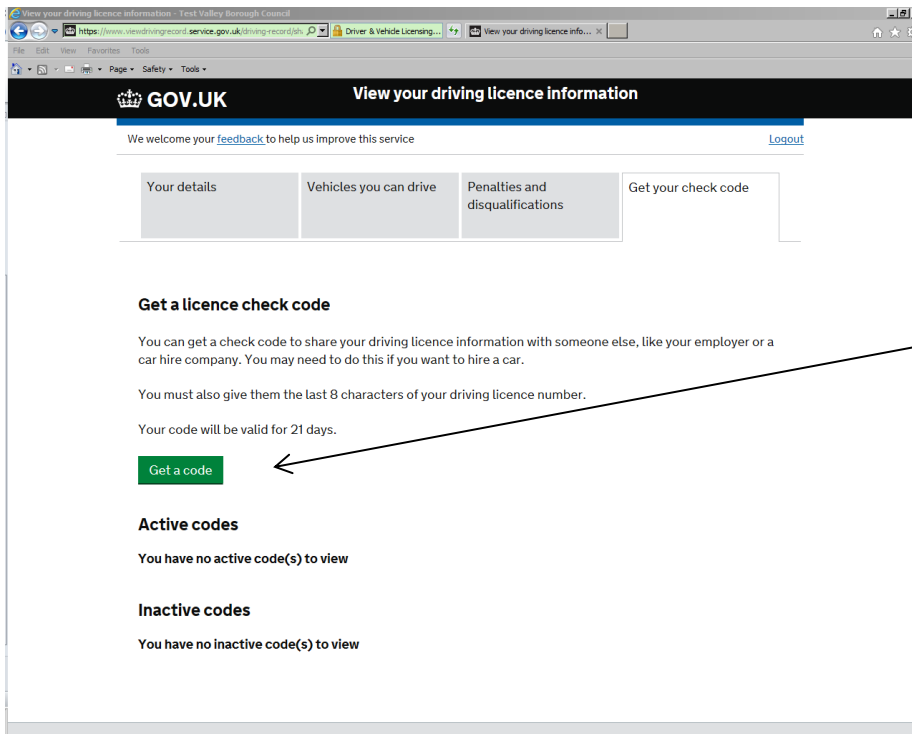 View your driving licence information - Test Valley Borough Council
https://www.viewdrivingrecord.service.gov.uk/driving-record/sh. Driver & Vehicle Licensing... View your driving licence info... ×
File Edit View Favorites Tools
Page Safety Tools
GOV.UK View your driving licence information
We welcome your feedback to help us improve this service Logout
Your details Vehicles you can drive Penalties and disqualifications Get your check code
Get a licence check code
You can get a check code to share your driving licence information with someone else, like your employer or a
car hire company. You may need to do this if you want to hire a car.
You must also give them the last 8 characters of your driving licence number.
Your code will be valid for 21 days.
Get a code
Active codes
You have no active code(s) to view
Inactive codes
You have no inactive code(s) to view